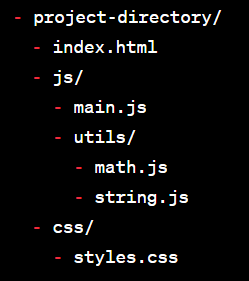 - project-directory/
- index.html
- js/
- main.js
- utils/
- math.js
- string.js
- css/
- styles.css